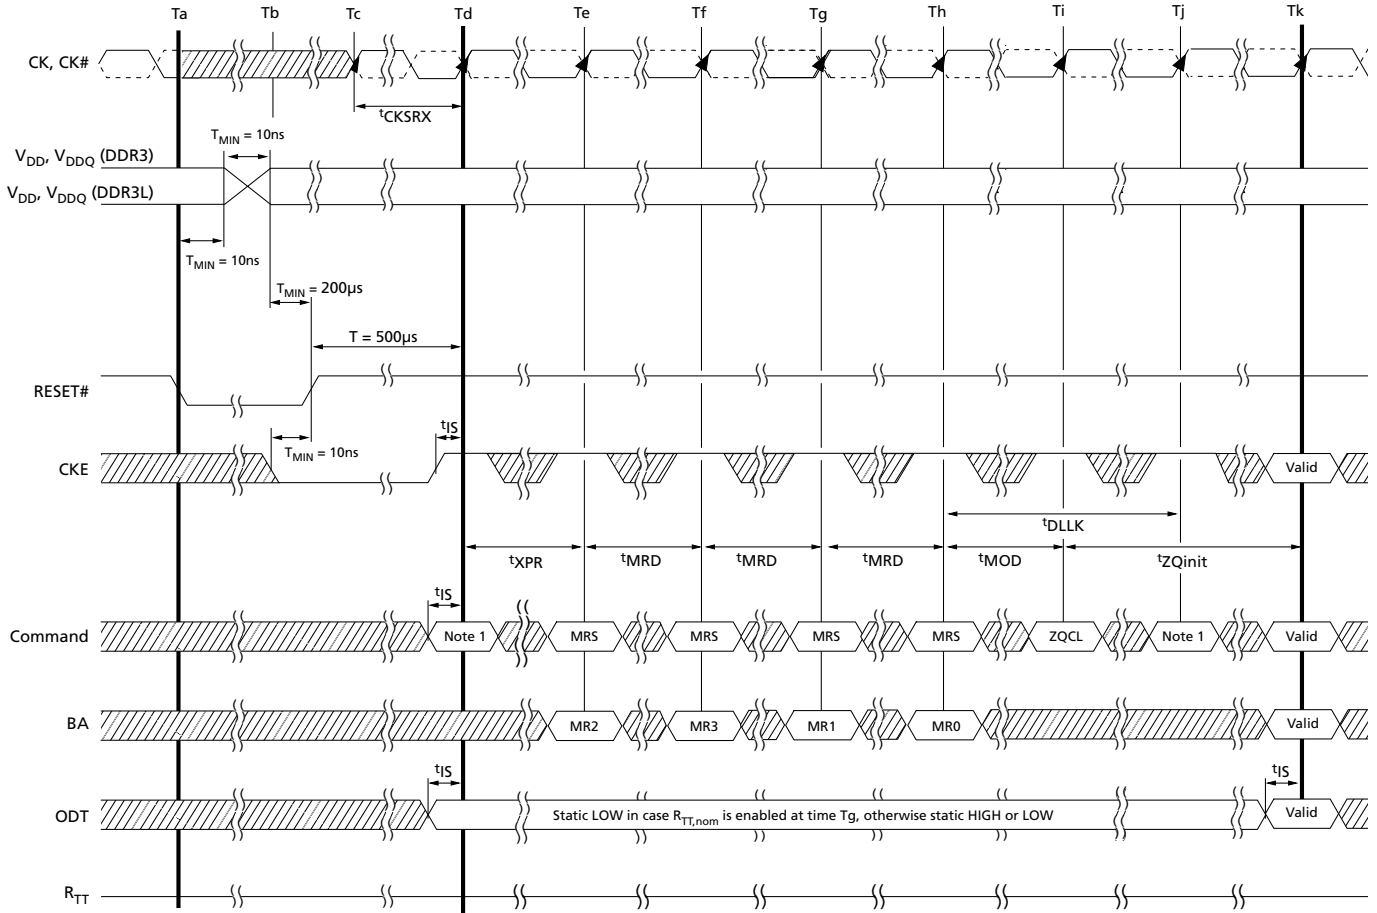 Ta Tb Tc Td Te Tf Tg Th Ti Tj Tk
CK, CK#
tCKSRX
TMIN = 10ns
VDD, VDDQ (DDR3)
VDD, VDDQ (DDR3L)
TMIN = 10ns
TMIN = 200µs
T = 500µs
RESET#
tIS
TMIN = 10ns
CKE
Valid
tDLLK
tXPR tMRD tMRD tMRD tMOD tZQinit
tIS
Command Note 1 MRS MRS MRS MRS ZQCL Note 1 Valid
BA MR2 MR3 MR1 MR0 Valid
tIS tIS
ODT Static LOW in case RTT,nom is enabled at time Tg, otherwise static HIGH or LOW Valid
RTT